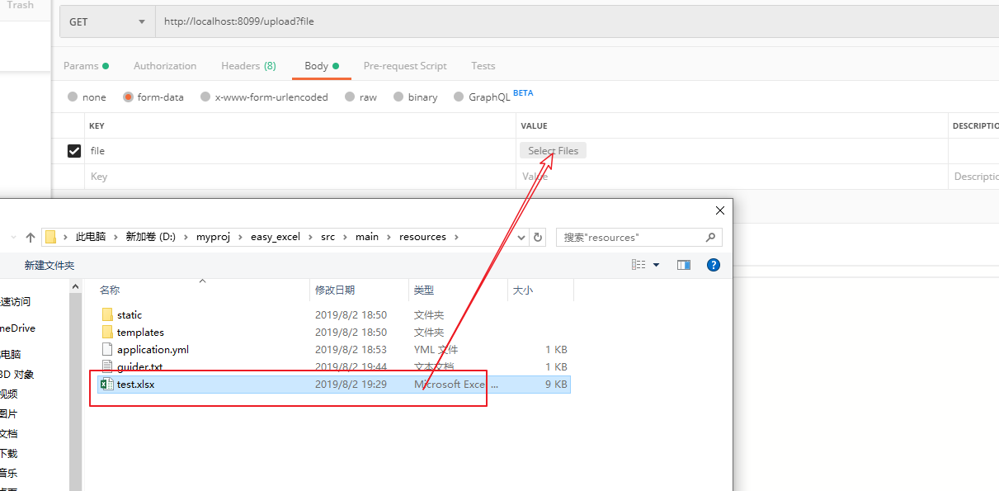 Trash
GET http://localhost:8099/upload?file
Params Authorization Headers (8) Body Pre-request Script Tests
none form-data x-www-form-urlencoded raw binary GraphQL BETA
KEY VALUE DESCRIPTIO
file Select Files
Key Value Descriptio
此电脑 新加卷 (D:) myproj easy_excel src main resources 搜索"resources"
新建文件夹
名称 修改日期 类型 大小
速访问
static 2019/8/2 18:50 文件夹
neDrive
templates 2019/8/2 18:50 文件夹
application.yml 2019/8/2 18:53 YML 文件 1 KB
电脑
guider.txt 2019/8/2 19:44 文本文档 1 KB
3D 对象
test.xlsx 2019/8/2 19:29 Microsoft Excel ... 9 KB
视频
图片
文档
下载
音乐